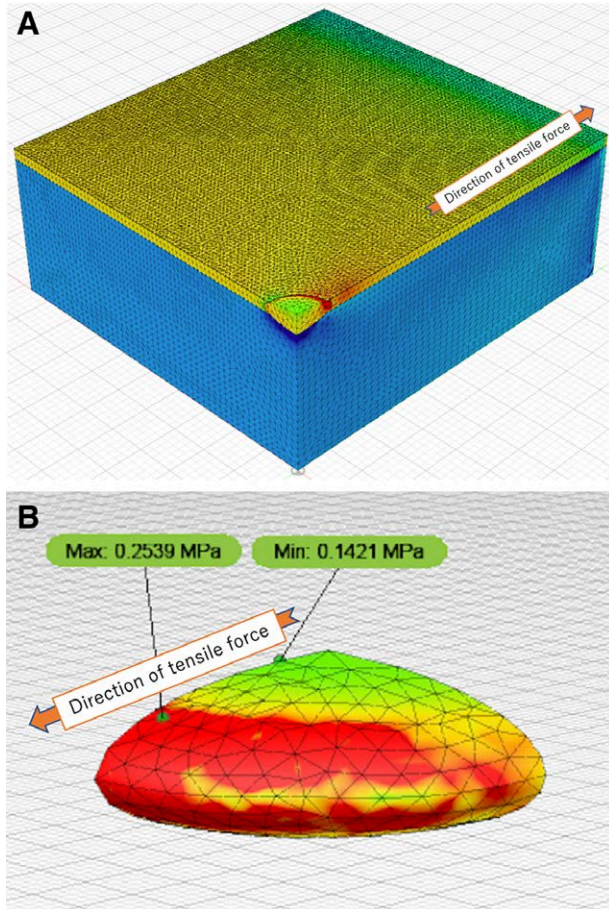 A
Direction of tensile force
B
Max: 0.2539 MPa
Min: 0.1421 MPa
Direction of tensile force